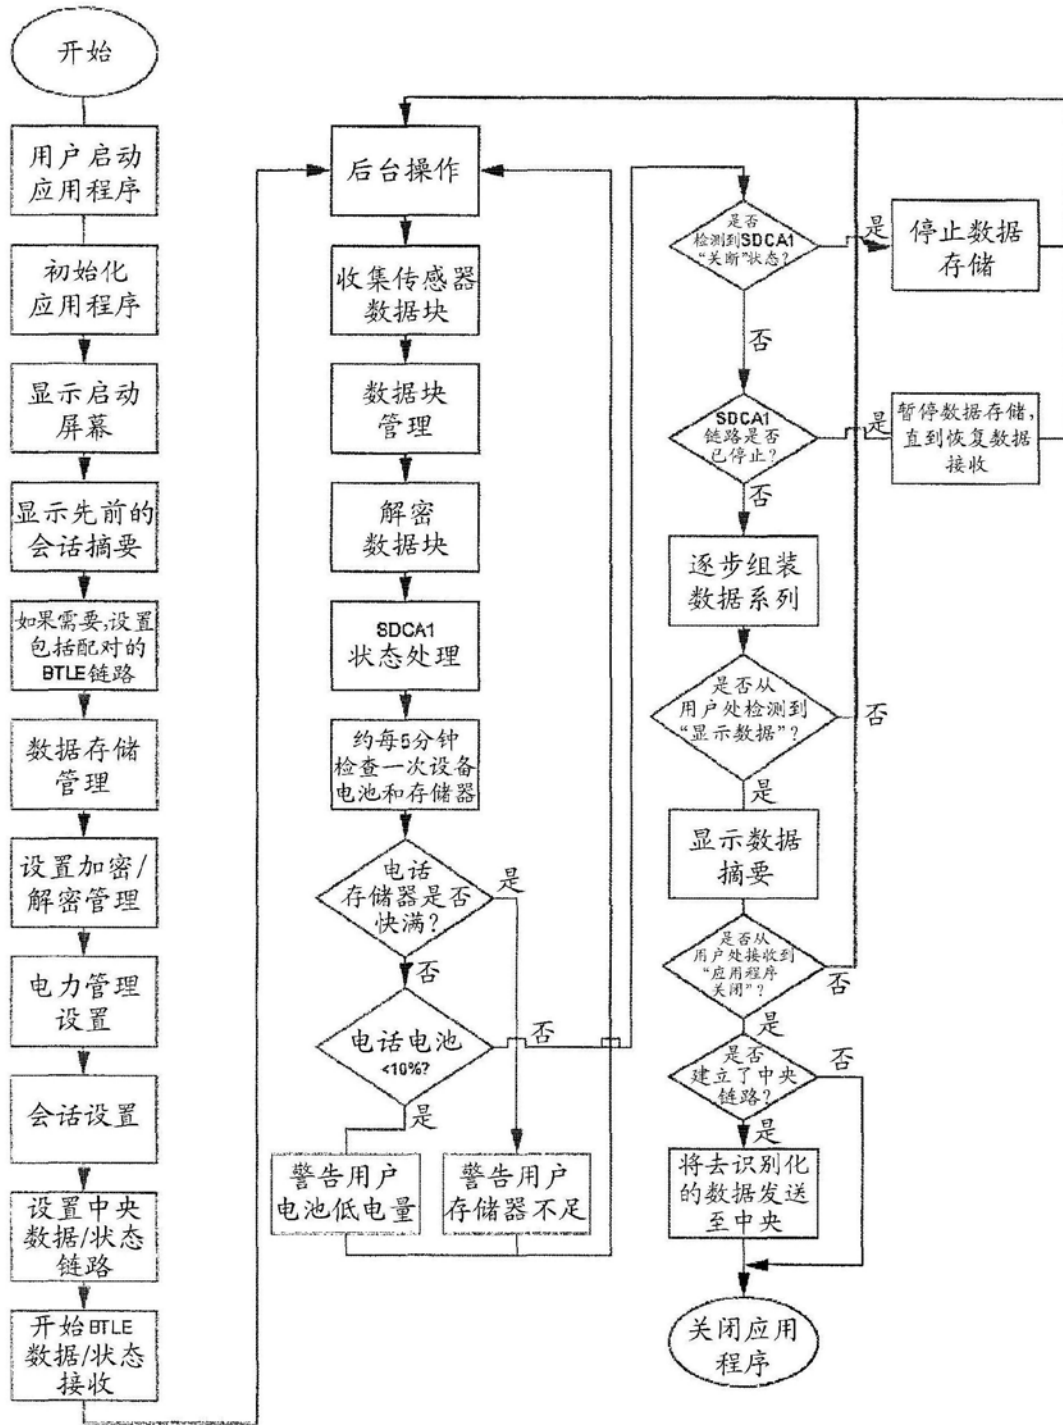 开始
用户启动
应用程序
初始化
应用程序
显示启动
屏幕
显示先前的
会话摘要
如果需要,设置
包括配对的
BTLE链路
数据存储
管理
设置加密/
解密管理
电力管理
设置
会话设置
设置中央
数据/状态
链路
开始BTLE
数据/状态
接收
后台操作
收集传感器
数据块
数据块
管理
解密
数据块
SDCA1
状态处理
约每5分钟
检查一次设备
电池和存储器
电话
存储器是否
快满?
是
否
电话电池
<10%?
否
是
警告用户
电池低电量
警告用户
存储器不足
是否
检测到SDCA1
“关断”状态?
是
停止数据
存储
否
SDCA1
链路是否
已停止?
是
暂停数据存储,
直到恢复数据
接收
否
逐步组装
数据系列
是否从
用户处检测到
“显示数据”?
否
是
显示数据
摘要
是否从
用户处接收到
“应用程序
关闭”?
否
是
是否
建立了中央
链路?
否
是
将去识别化
的数据发送
至中央
关闭应用
程序